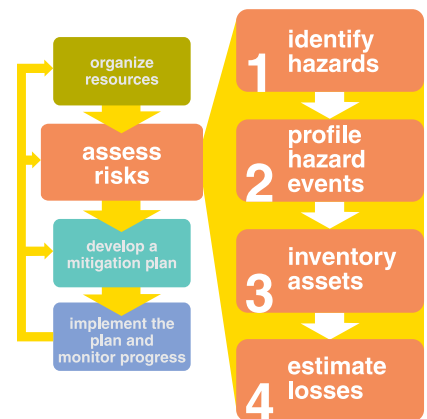 organize
resources
assess
risks
develop a
mitigation plan
implement the
plan and
monitor progress
1
identify
hazards
2
profile
hazard
events
3
inventory
assets
4
estimate
losses